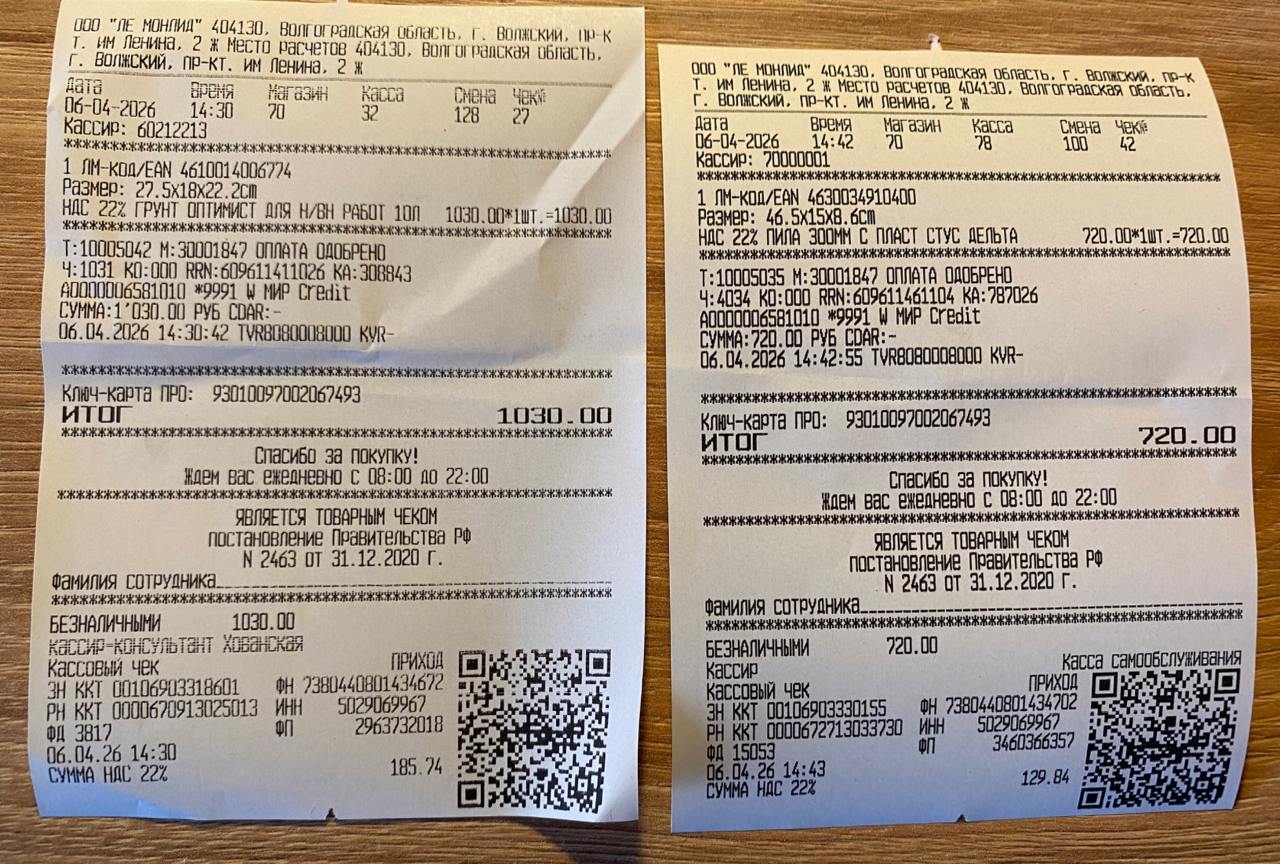 ООО "ЛЕ МОНЛИД" 404130, Волгоградская область, г. Волжский, пр-к
т. им Ленина, 2 ж Место расчетов 404130, Волгоградская область,
г. Волжский, пр-кт. им Ленина, 2 ж
Дата Время Магазин Касса Смена Чек№
06-04-2026 14:30 70 32 128 27
Кассир: 60212213
************************************************************
1 ЛМ-код/EAN 4610014006774
Размер: 27.5x18x22.2cm
НДС 22% ГРУНТ ОПТИМИСТ ДЛЯ Н/ВН РАБОТ 10Л 1030.00*1шт.=1030.00
************************************************************
Т:10005042 М:30001847 ОПЛАТА ОДОБРЕНО
Ч:1031 КО:000 RRN:609611411026 КА:308843
A0000006581010 *9991 W МИР Credit
СУММА:1'030.00 РУБ CDAR:-
06.04.2026 14:30:42 TVR8080008000 KVR-
************************************************************
Ключ-карта ПРО: 93010097002067493
ИТОГ 1030.00
************************************************************
Спасибо за покупку!
Ждем вас ежедневно с 08:00 до 22:00
************************************************************
ЯВЛЯЕТСЯ ТОВАРНЫМ ЧЕКОМ
постановление Правительства РФ
N 2463 ОТ 31.12.2020 г.
Фамилия сотрудника
************************************************************
БЕЗНАЛИЧНЫМИ 1030.00
кассир-консультант Хованская
Кассовый чек ПРИХОД
ЗН ККТ 00106903318601 ФН 7380440801434672
РН ККТ 0000670913025013 ИНН 5029069967
ФД 3817 ФП 2963732018
06.04.26 14:30
СУММА НДС 22% 185.74
ООО "ЛЕ МОНЛИД" 404130, Волгоградская область, г. Волжский, пр-к
т. им Ленина, 2 ж Место расчетов 404130, Волгоградская область,
г. Волжский, пр-кт. им Ленина, 2 ж
Дата Время Магазин Касса Смена Чек№
06-04-2026 14:42 70 78 100 42
Кассир: 70000001
************************************************************
1 ЛМ-код/EAN 4630034910400
Размер: 46.5x15x8.6cm
НДС 22% ПИЛА 300ММ С ПЛАСТ СТУС ДЕЛЬТА 720.00*1шт.=720.00
************************************************************
Т:10005035 М:30001847 ОПЛАТА ОДОБРЕНО
Ч:4034 КО:000 RRN:609611461104 КА:787026
A0000006581010 *9991 W МИР Credit
СУММА:720.00 РУБ CDAR:-
06.04.2026 14:42:55 TVR8080008000 KVR-
************************************************************
Ключ-карта ПРО: 93010097002067493
ИТОГ 720.00
************************************************************
Спасибо за покупку!
Ждем вас ежедневно с 08:00 до 22:00
************************************************************
ЯВЛЯЕТСЯ ТОВАРНЫМ ЧЕКОМ
постановление Правительства РФ
N 2463 ОТ 31.12.2020 г.
Фамилия сотрудника
************************************************************
БЕЗНАЛИЧНЫМИ 720.00
Кассир Касса самообслуживания
Кассовый чек ПРИХОД
ЗН ККТ 00106903330155 ФН 7380440801434702
РН ККТ 0000672713033730 ИНН 5029069967
ФД 15053 ФП 3460366357
06.04.26 14:43
СУММА НДС 22% 129.84